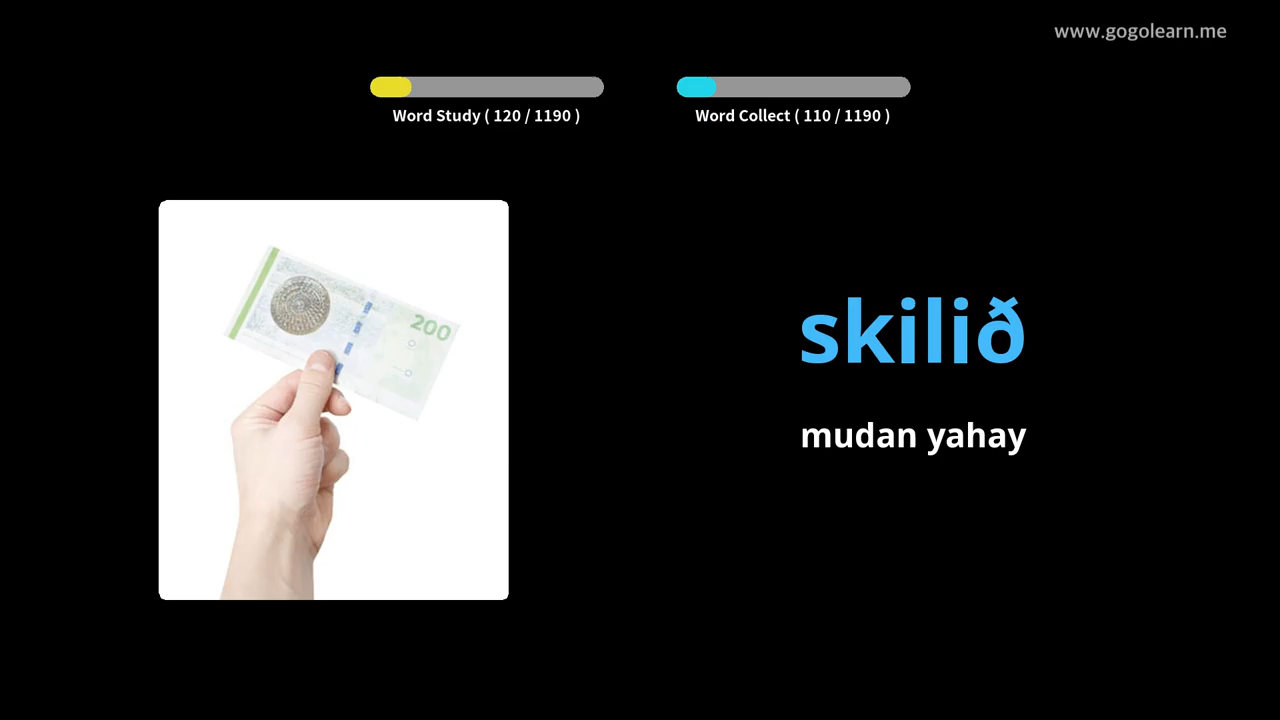 www.gogolearn.me
Word Study ( 120 / 1190 )
Word Collect ( 110 / 1190 )
200
skilið
mudan yahay